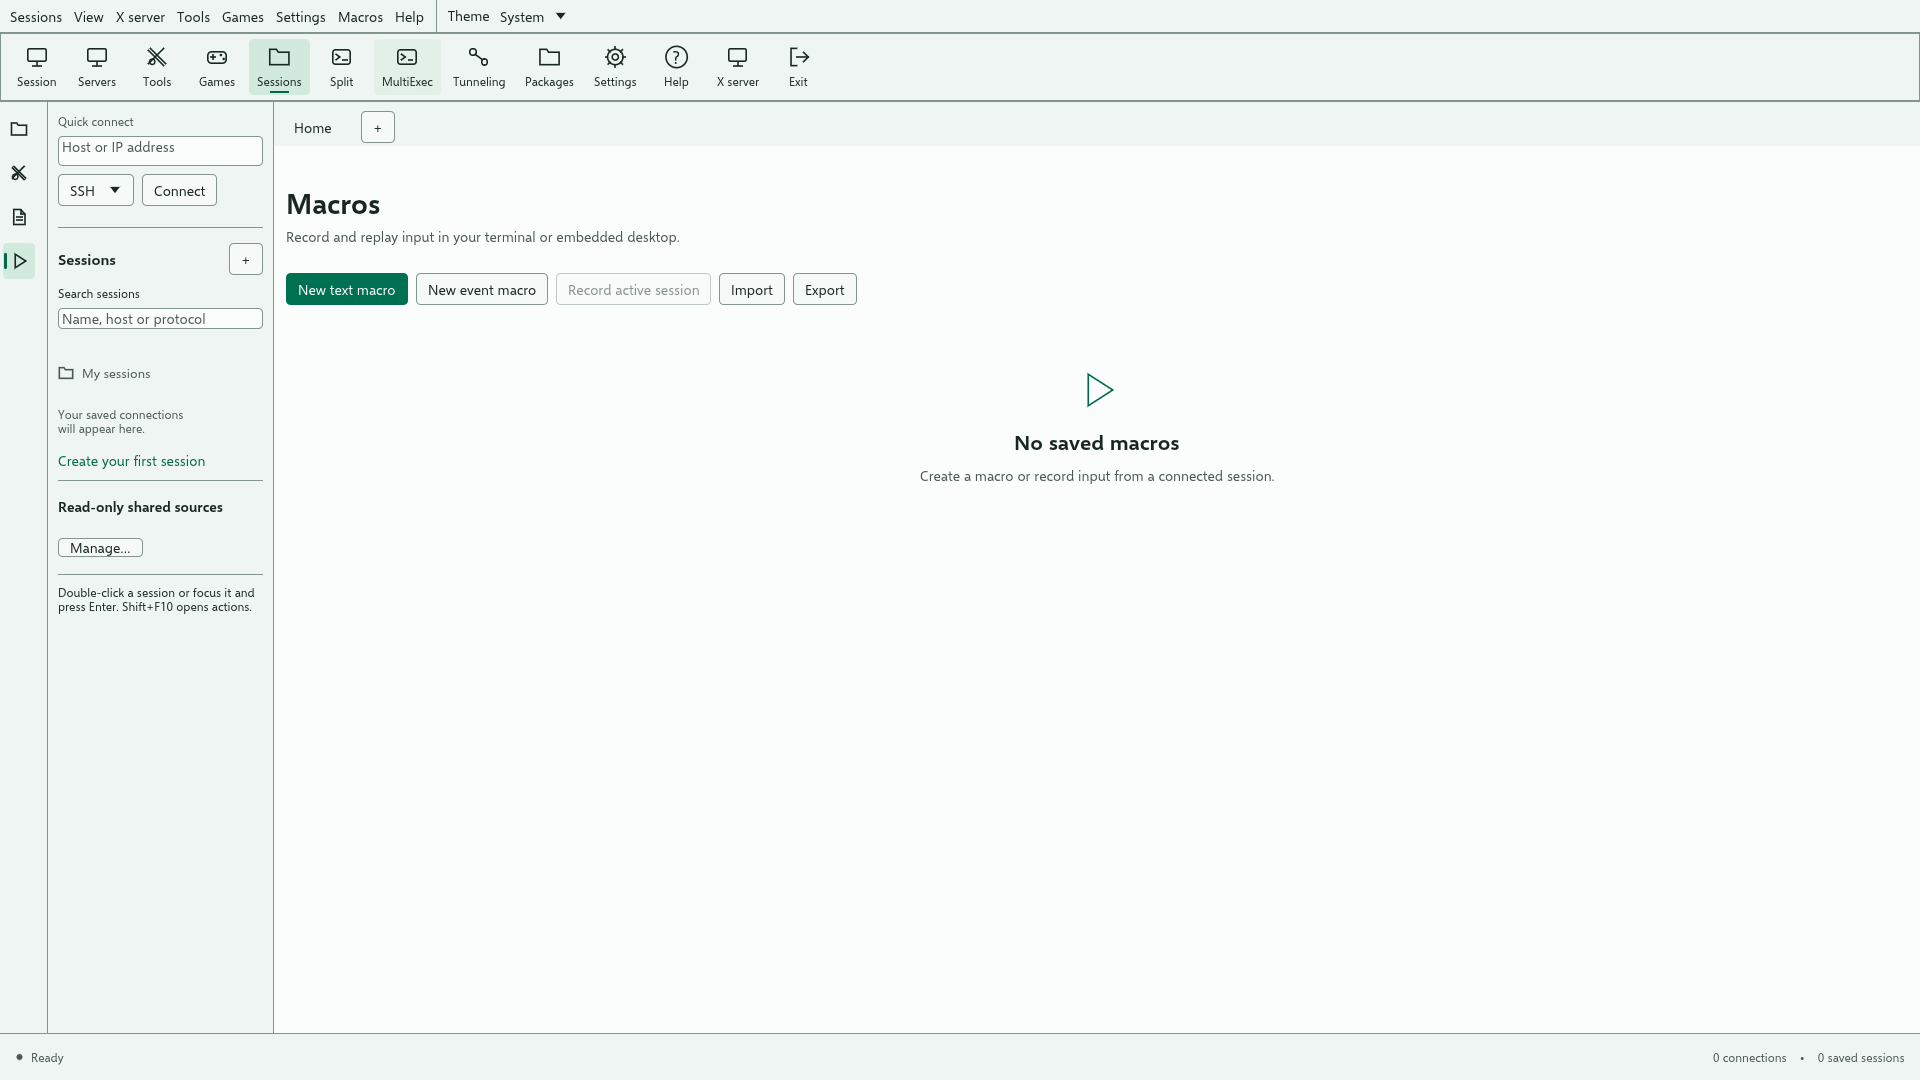 Sessions View X server Tools Games Settings Macros Help Theme System
Session Servers Tools Games Sessions Split MultiExec Tunneling Packages Settings Help X server Exit
Quick connect
Host or IP address
SSH Connect
Sessions +
Search sessions
Name, host or protocol
My sessions
Your saved connections
will appear here.
Create your first session
Read-only shared sources
Manage...
Double-click a session or focus it and
press Enter. Shift+F10 opens actions.
Home +
Macros
Record and replay input in your terminal or embedded desktop.
New text macro New event macro Record active session Import Export
No saved macros
Create a macro or record input from a connected session.
Ready 0 connections • 0 saved sessions